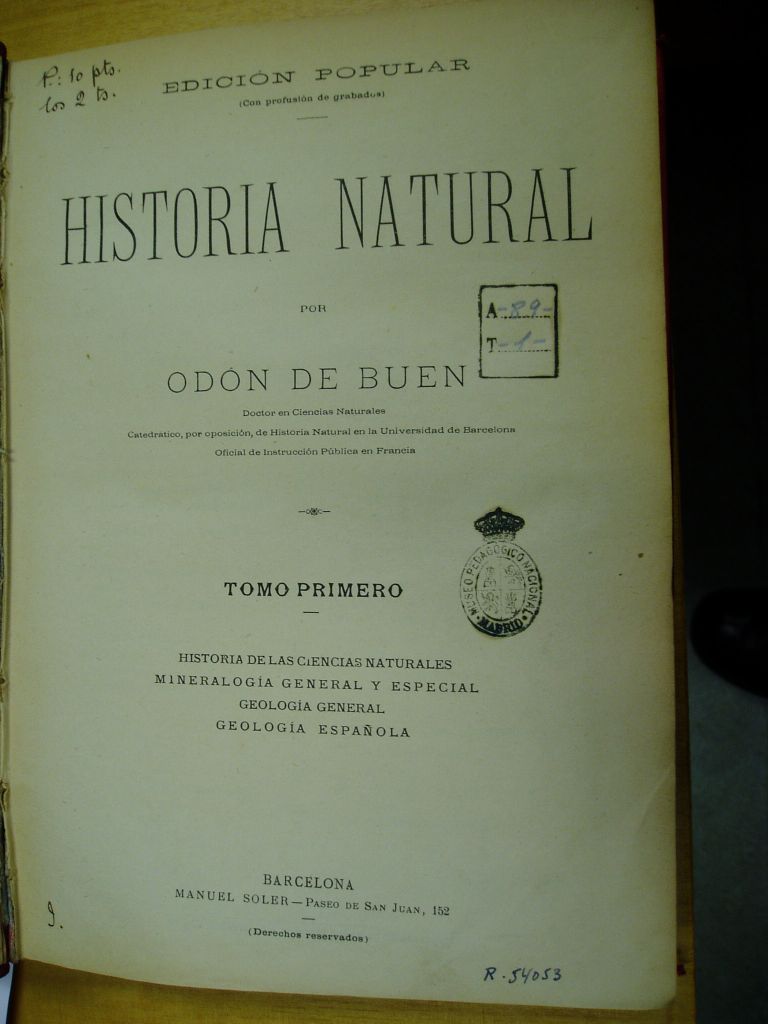 P.: 10 pts.
los 2 ts.
EDICIÓN POPULAR
(Con profusión de grabados)
HISTORIA NATURAL
POR
A-89-
T-1-
ODÓN DE BUEN
Doctor en Ciencias Naturales
Catedrático, por oposición, de Historia Natural en la Universidad de Barcelona
Oficial de Instrucción Pública en Francia
MUSEO PEDAGOGICO NACIONAL
MADRID
TOMO PRIMERO
HISTORIA DE LAS CIENCIAS NATURALES
MINERALOGÍA GENERAL Y ESPECIAL
GEOLOGÍA GENERAL
GEOLOGÍA ESPAÑOLA
BARCELONA
MANUEL SOLER—PASEO DE SAN JUAN, 152
(Derechos reservados)
R-54053